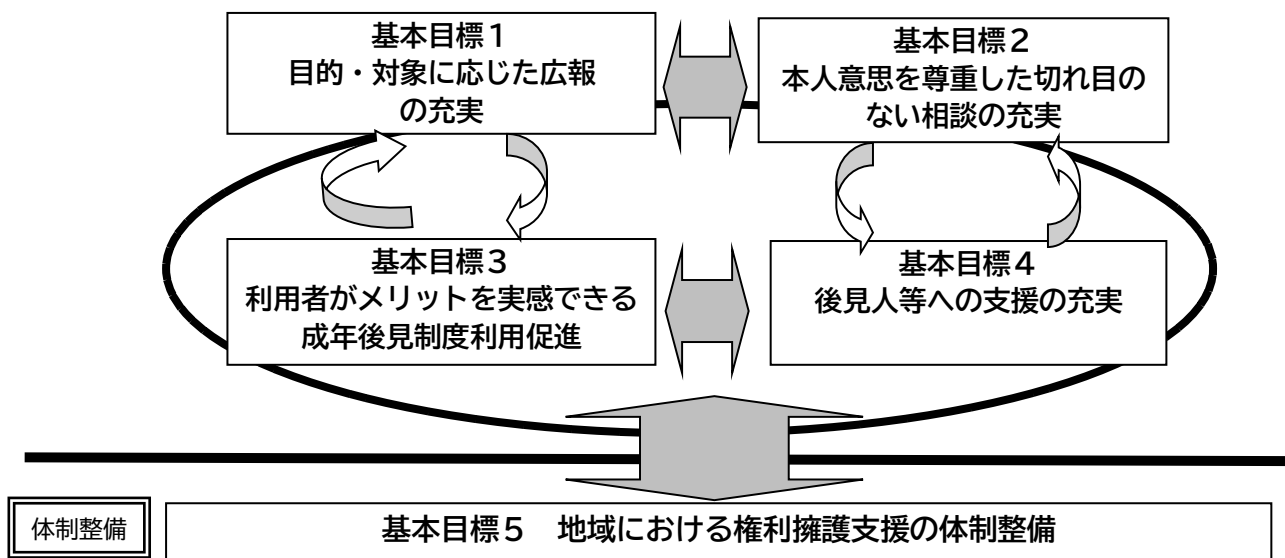 基本目標１
目的・対象に応じた広報
の充実
基本目標２
本人意思を尊重した切れ目の
ない相談の充実
基本目標３
利用者がメリットを実感できる
成年後見制度利用促進
基本目標４
後見人等への支援の充実
体制整備
基本目標５　地域における権利擁護支援の体制整備